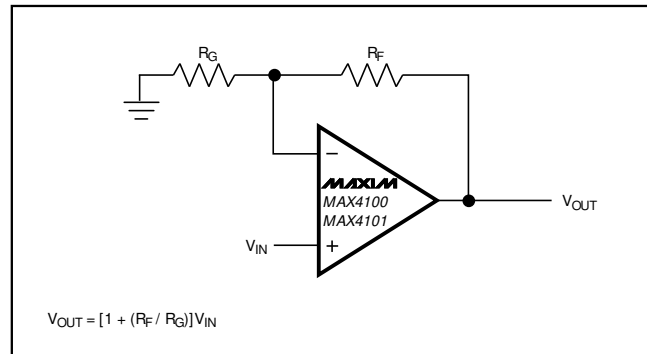 RG
RF
−
MAXIM
MAX4100
MAX4101
VOUT
VIN
+
VOUT = [1 + (RF / RG)]VIN